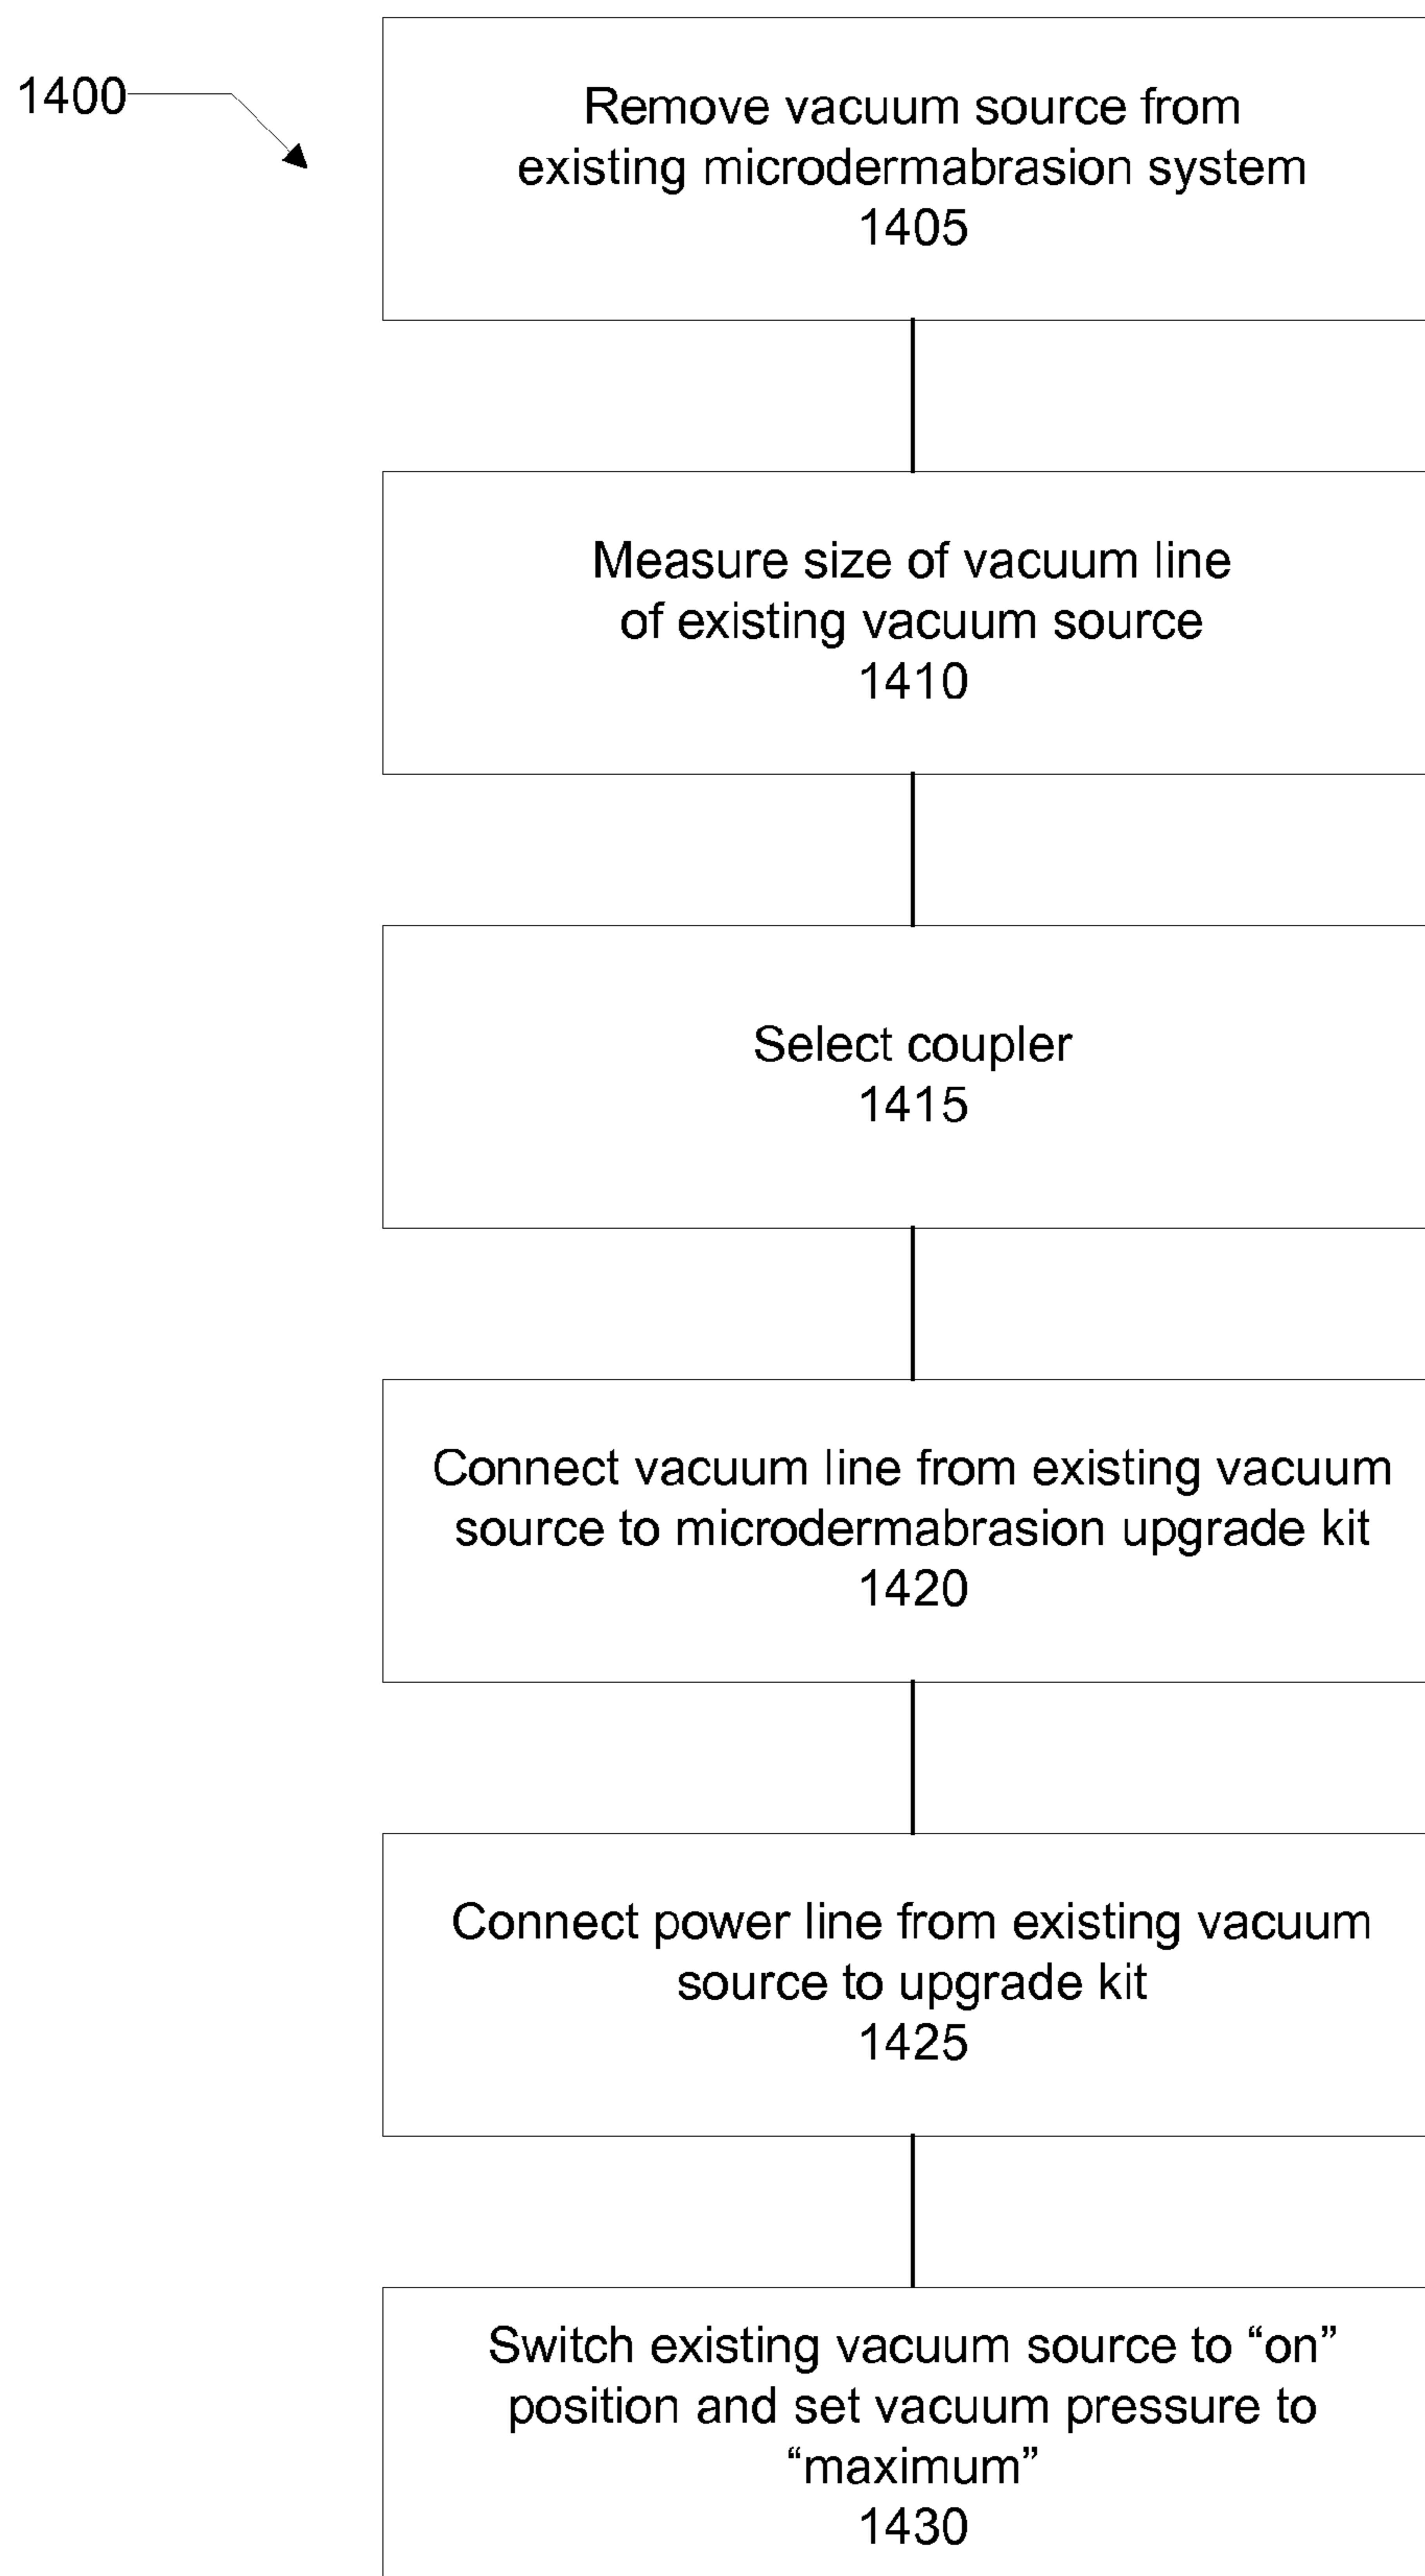 1400
Remove vacuum source from
existing microdermabrasion system
1405
Measure size of vacuum line
of existing vacuum source
1410
Select coupler
1415
Connect vacuum line from existing vacuum
source to microdermabrasion upgrade kit
1420
Connect power line from existing vacuum
source to upgrade kit
1425
Switch existing vacuum source to “on”
position and set vacuum pressure to
“maximum”
1430